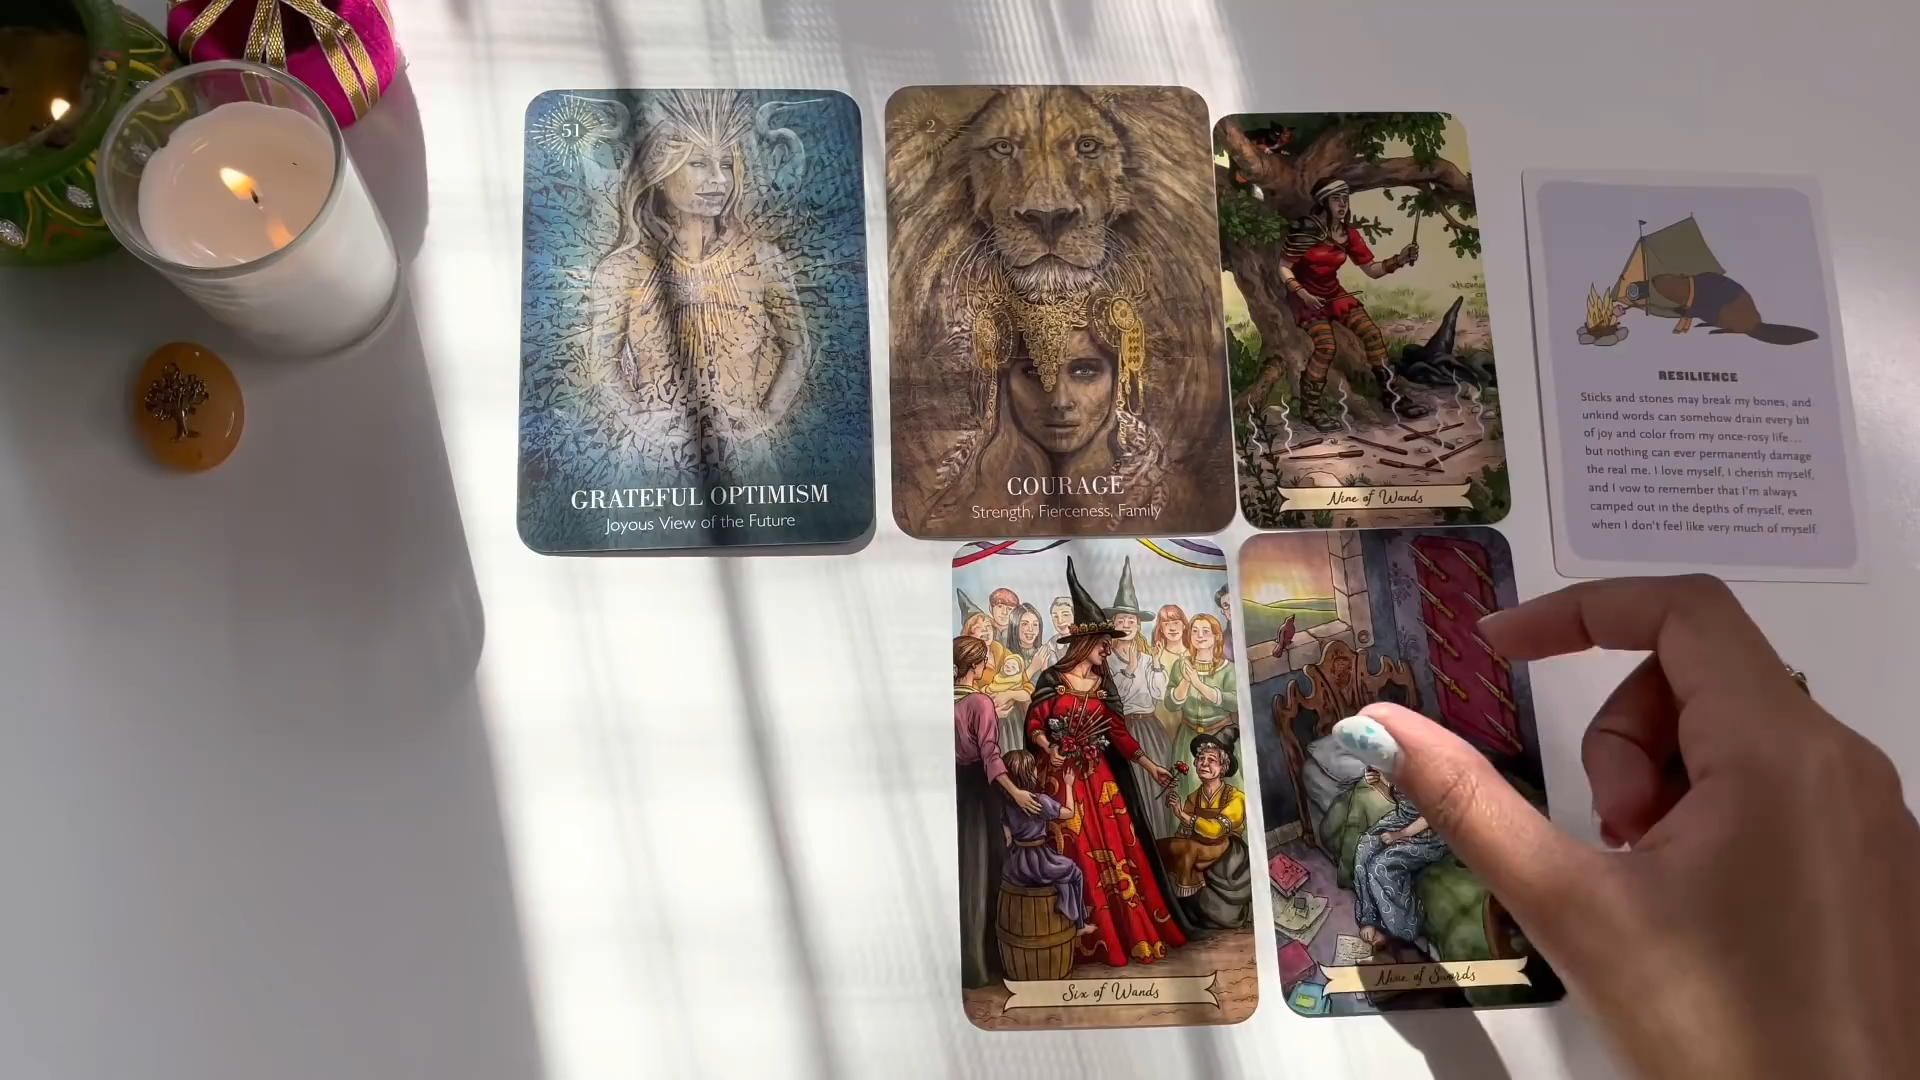 51
GRATEFUL OPTIMISM
Joyous View of the Future
2
COURAGE
Strength, Fierceness, Family
Nine of Wands
RESILIENCE
Sticks and stones may break my bones, and
unkind words can somehow drain every bit
of joy and color from my once-rosy life...
but nothing can ever permanently damage
the real me. I love myself, I cherish myself,
and I vow to remember that I'm always
camped out in the depths of myself, even
when I don't feel like very much of myself.
Six of Wands
Nine of Swords